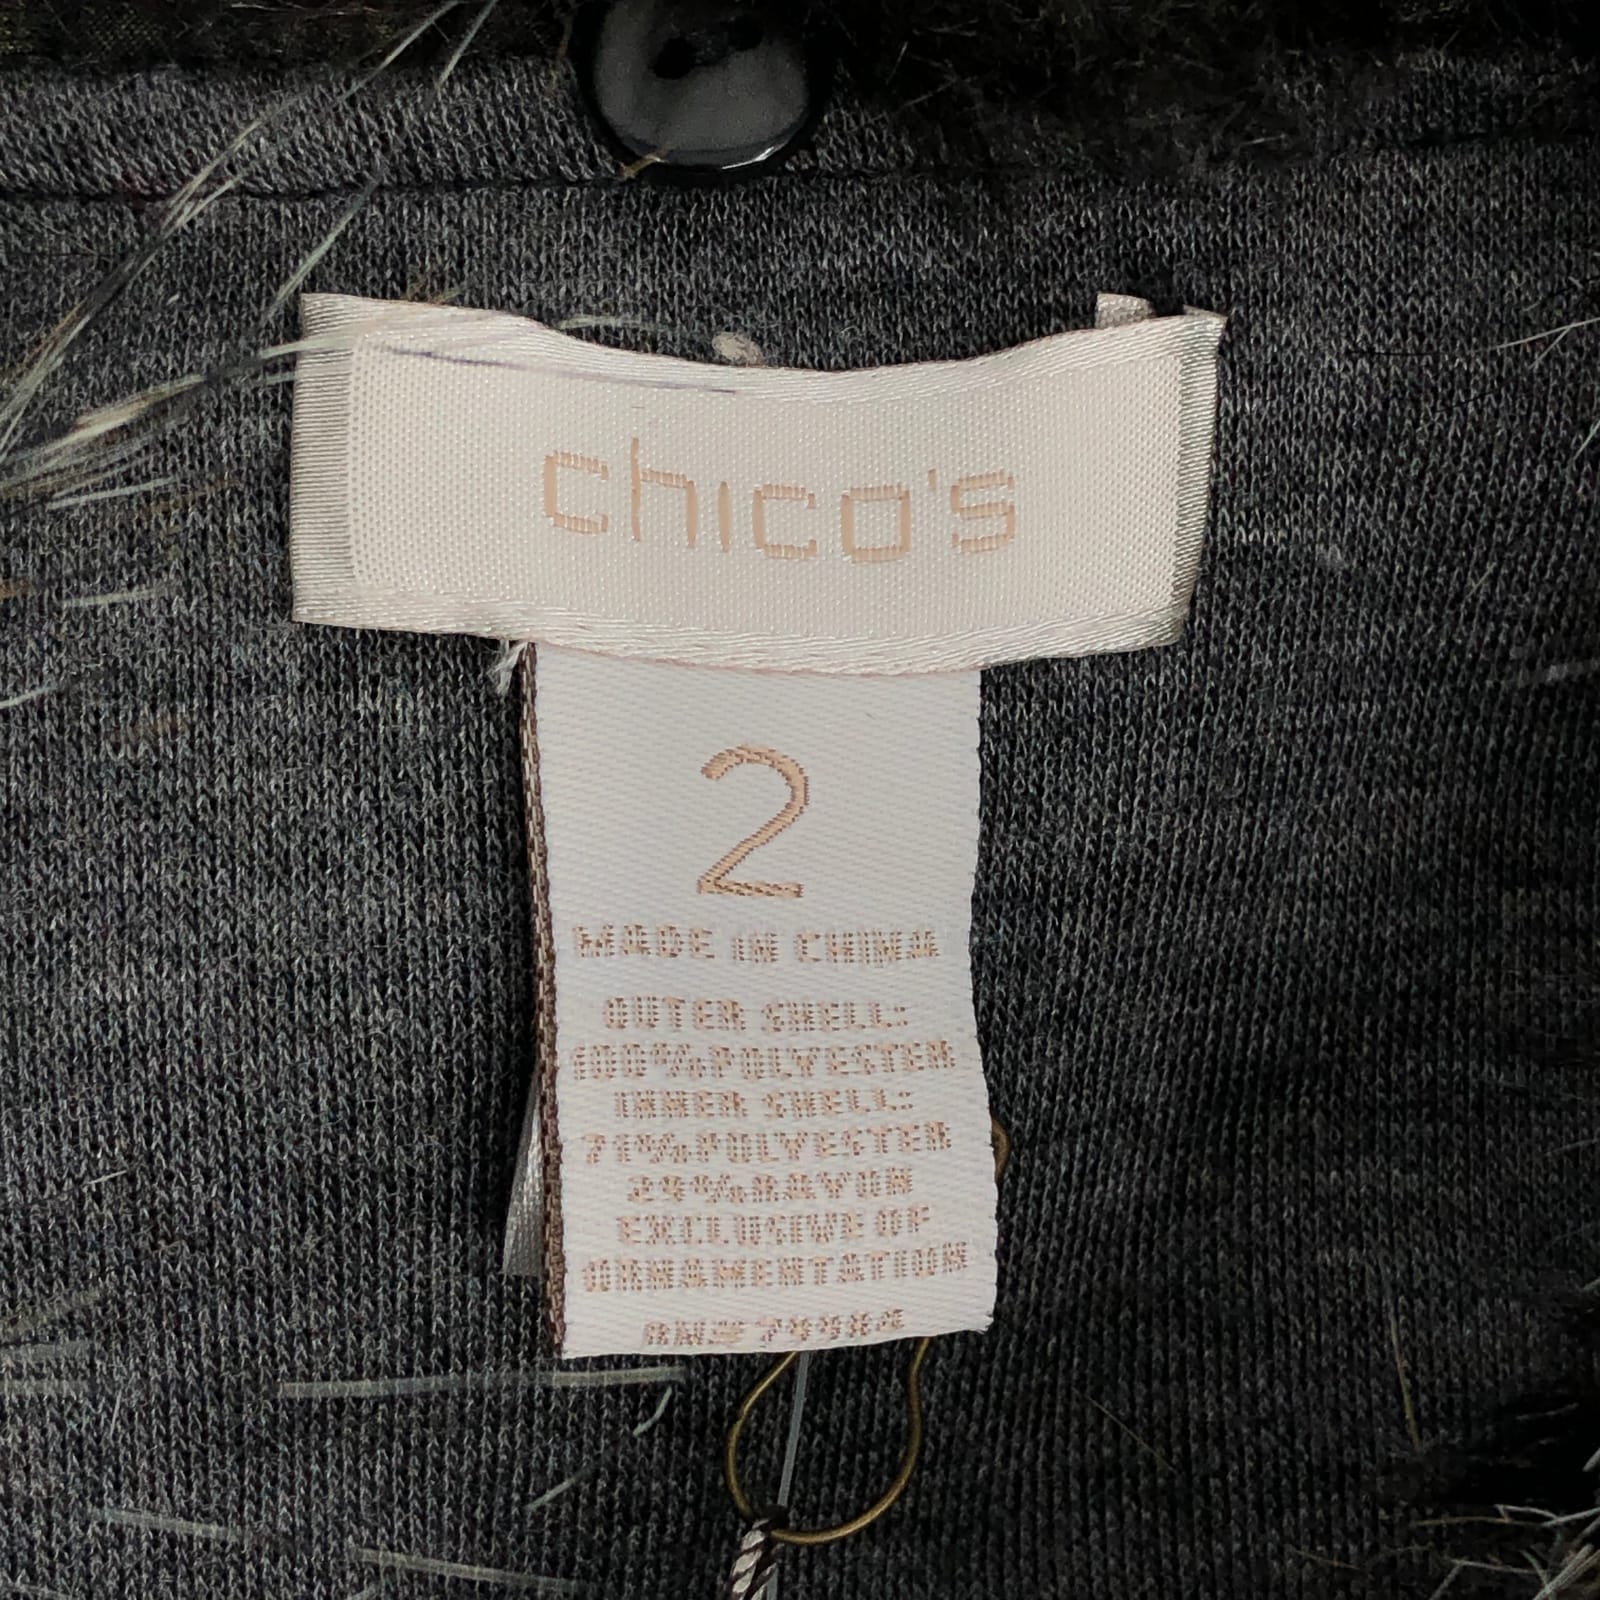 chico's
2
MADE IN CHINA
OUTER SHELL:
100%POLYESTER
INNER SHELL:
71%POLYESTER
29%RAYON
EXCLUSIVE OF
ORNAMENTATION